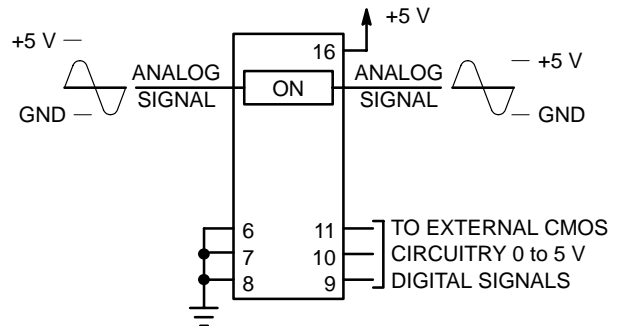 +5 V
+5 V
16
+5 V
ANALOG
SIGNAL
ON
ANALOG
SIGNAL
GND
GND
6
11
TO EXTERNAL CMOS
7
10
CIRCUITRY 0 to 5 V
8
9
DIGITAL SIGNALS